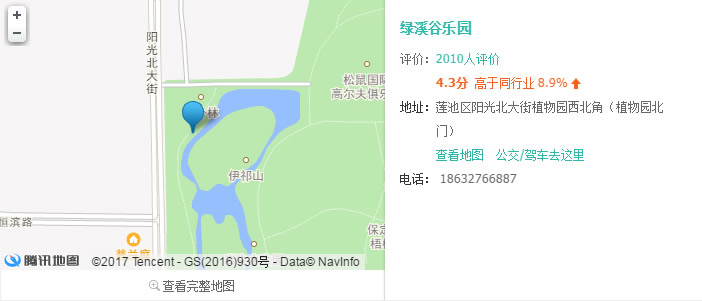 +
-
阳光北大街
松鼠国际
高尔夫俱乐
林
伊祁山
恒滨路
保定
梧桐
腾讯地图
©2017 Tencent - GS(2016)930号 - Data© NavInfo
查看完整地图
绿溪谷乐园
评价：2010人评价
4.3分 高于同行业 8.9%
地址：莲池区阳光北大街植物园西北角（植物园北
门）
查看地图 公交/驾车去这里
电话： 18632766887